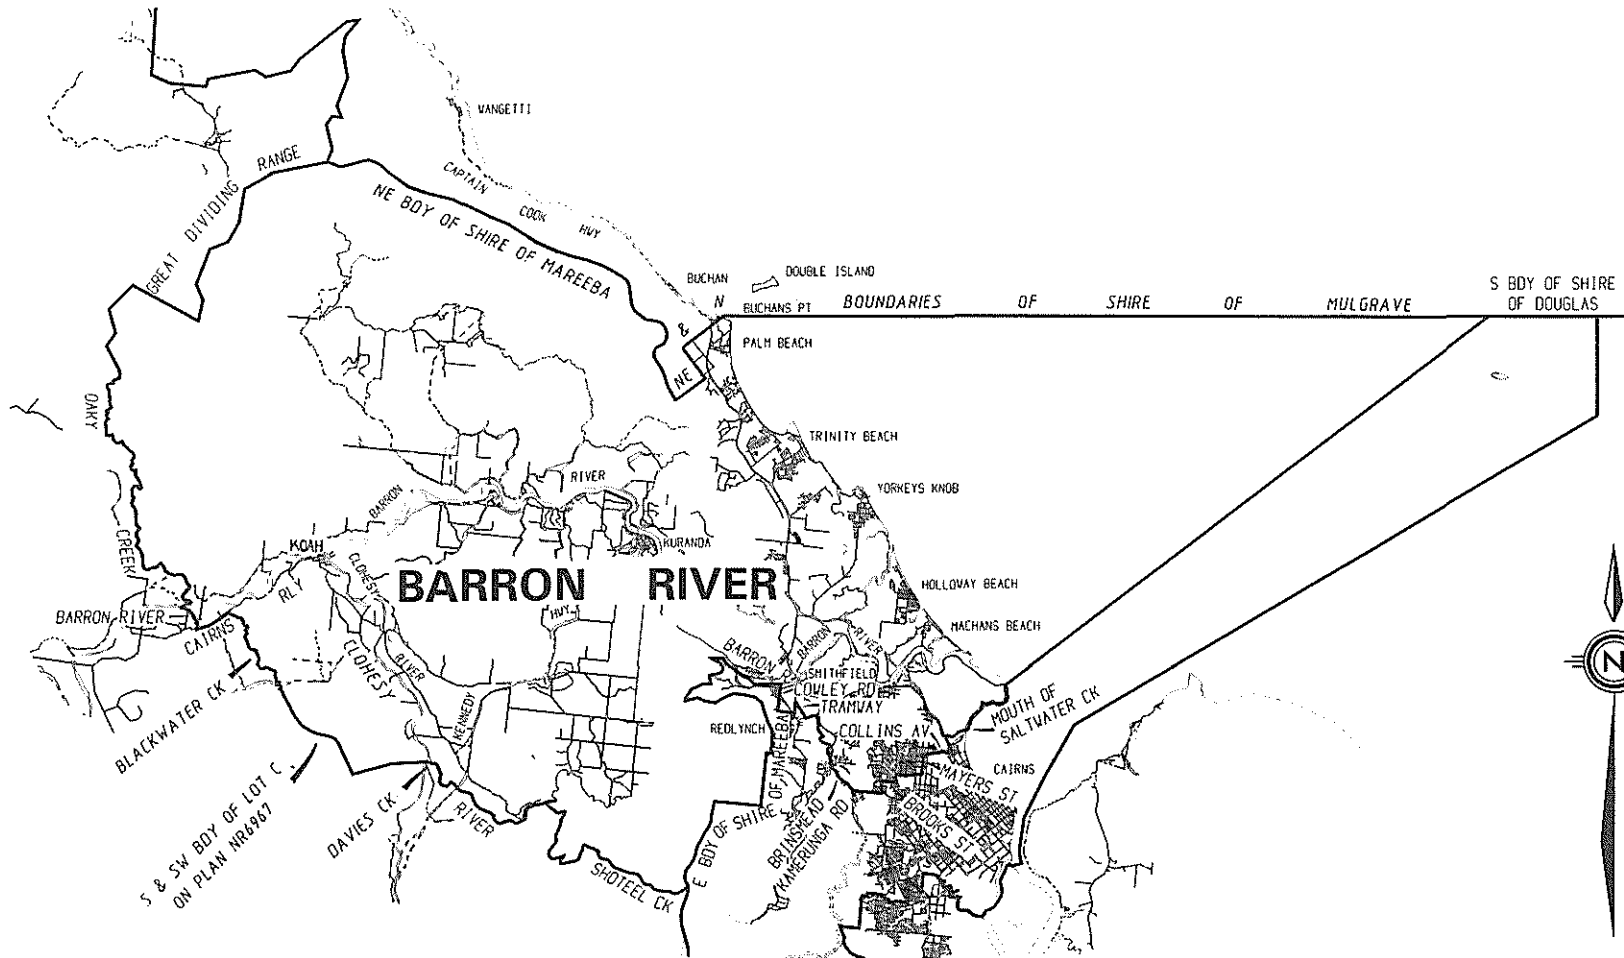 WANGETTI
CAPTAIN COOK HWY
GREAT DIVIDING RANGE
NE BDY OF SHIRE OF MAREEBA
BUCHAN
DOUBLE ISLAND
BUCHANS PT
N & NE BOUNDARIES OF SHIRE OF MULGRAVE
S BDY OF SHIRE
OF DOUGLAS
PALM BEACH
OAKY CREEK
TRINITY BEACH
YORKEYS KNOB
BARRON RIVER
KURANDA
KOAH
CLOHESY
BARRON RIVER
HOLLOWAY BEACH
MACHANS BEACH
BARRON RIVER
CAIRNS RLY
CLOHESY RIVER
KENNEDY HWY
BARRON
BARRON RIVER
SMITHFIELD
COWLEY RD
TRAMWAY
REDLYNCH
COLLINS AV
MOUTH OF
SALTWATER CK
CAIRNS
BLACKWATER CK
S & SW BDY OF LOT C
ON PLAN NR6967
DAVIES CK
RIVER
SHOTEEL CK
E BDY OF SHIRE OF MAREEBA
BRINSMEAD
KAMERUNGA RD
MAYERS ST
BROOKS ST
N